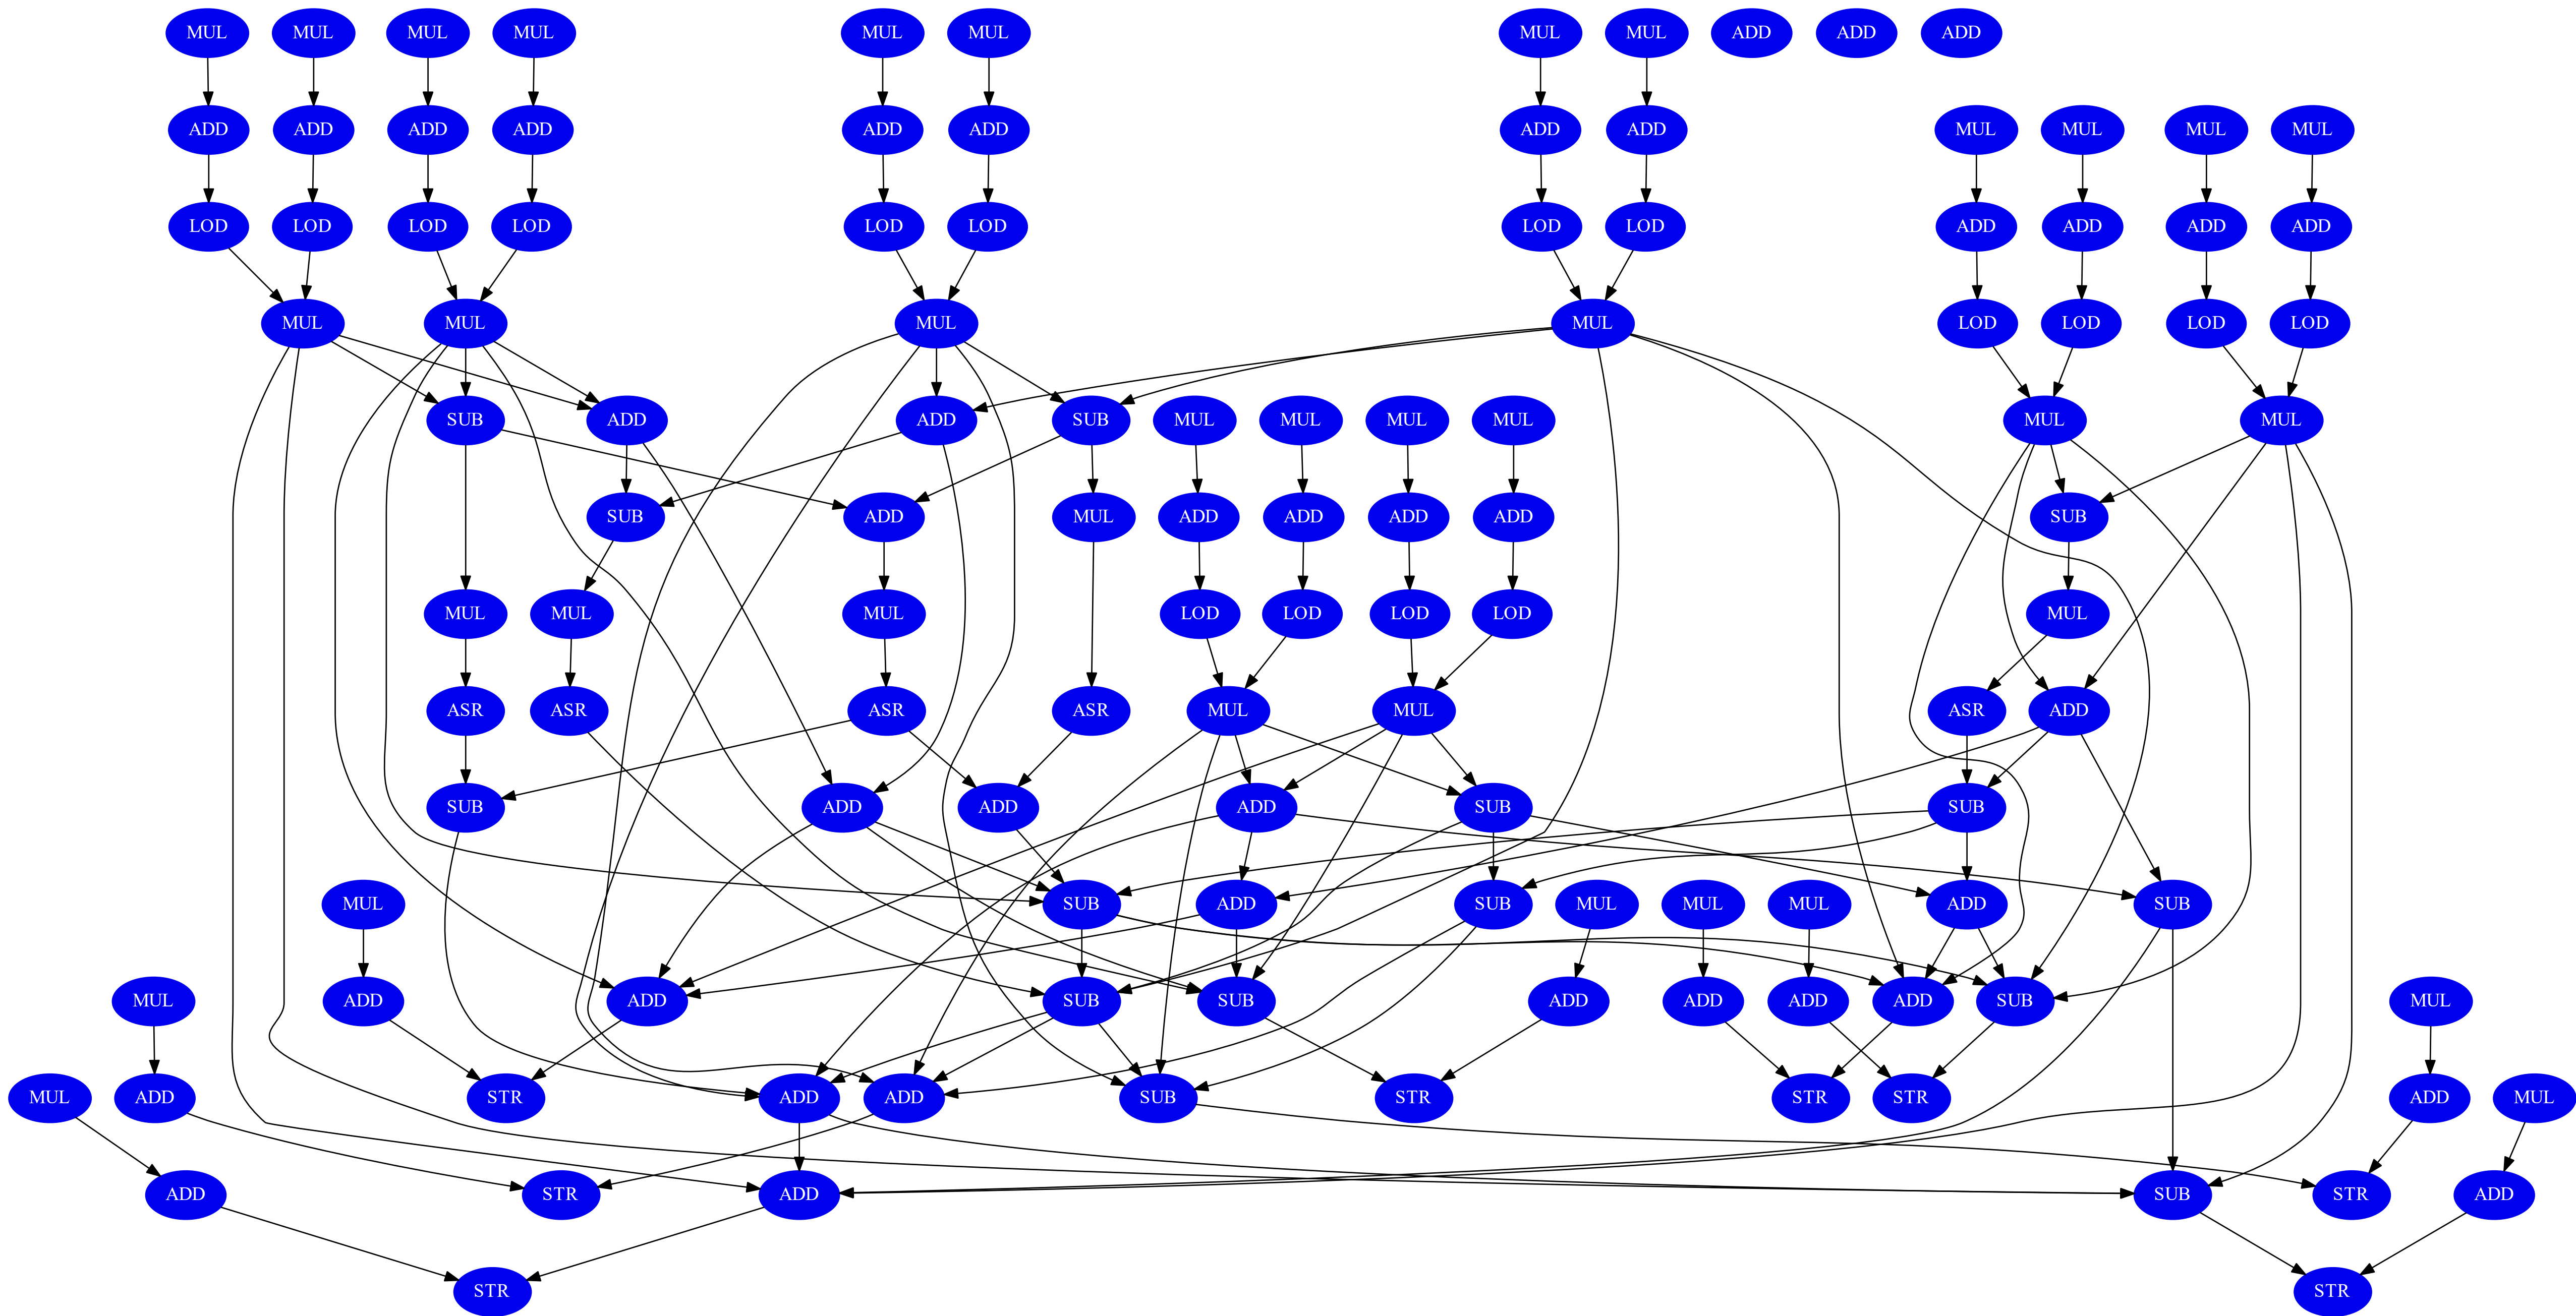 MUL MUL MUL MUL MUL MUL MUL MUL ADD ADD ADD
ADD ADD ADD ADD ADD ADD ADD ADD MUL MUL MUL MUL
LOD LOD LOD LOD LOD LOD LOD LOD ADD ADD ADD ADD
MUL MUL MUL MUL LOD LOD LOD LOD
SUB ADD ADD SUB MUL MUL MUL MUL MUL MUL
SUB ADD MUL ADD ADD ADD ADD SUB
MUL MUL MUL LOD LOD LOD LOD MUL
ASR ASR ASR ASR MUL MUL ASR ADD
SUB ADD ADD ADD SUB SUB
MUL SUB ADD SUB MUL MUL MUL ADD SUB
MUL ADD ADD SUB SUB ADD ADD ADD ADD SUB MUL
MUL ADD STR ADD ADD SUB STR STR STR ADD MUL
ADD STR ADD SUB STR ADD
STR STR